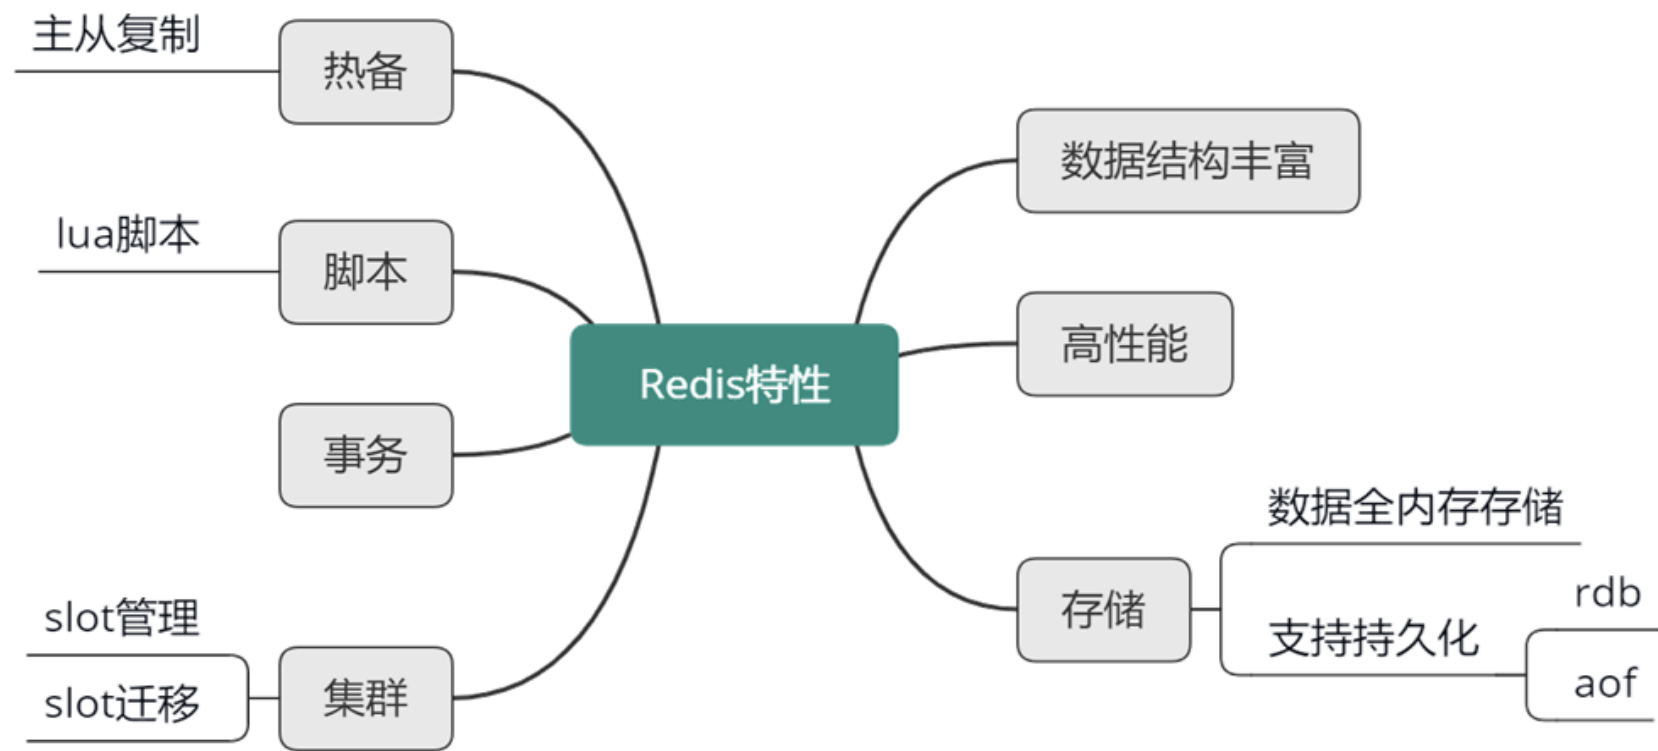 主从复制
热备
lua脚本
脚本
事务
slot管理
slot迁移
集群
Redis特性
数据结构丰富
高性能
存储
数据全内存存储
支持持久化
rdb
aof